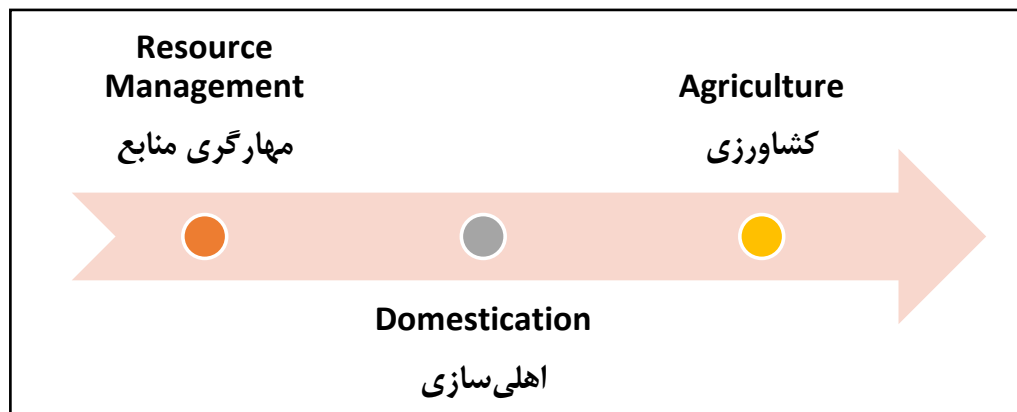 Resource
Management
مهارگری منابع
Domestication
اهلی‌سازی
Agriculture
کشاورزی